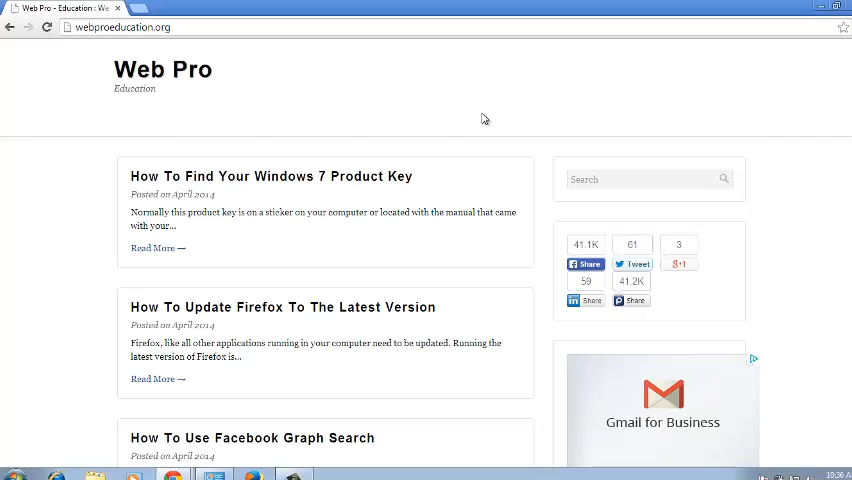 Web Pro - Education : We
webproeducation.org
Web Pro
Education
How To Find Your Windows 7 Product Key
Posted on April 2014
Normally this product key is on a sticker on your computer or located with the manual that came
with your...
Read More →
How To Update Firefox To The Latest Version
Posted on April 2014
Firefox, like all other applications running in your computer need to be updated. Running the
latest version of Firefox is...
Read More →
How To Use Facebook Graph Search
Posted on April 2014
Search
41.1K 61 3
Share Tweet g+1
59 41.2K
in Share Share
Gmail for Business
10:36 A